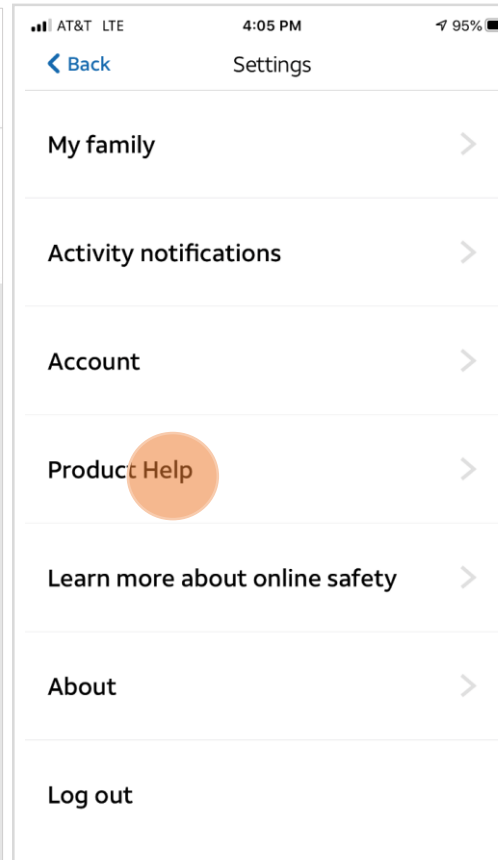 AT&T LTE 4:05 PM 95%
Back Settings
My family
Activity notifications
Account
Product Help
Learn more about online safety
About
Log out